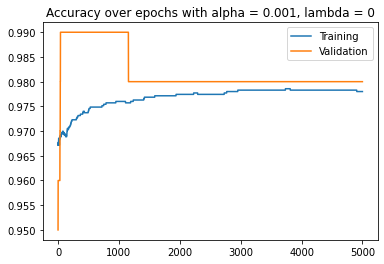 Accuracy over epochs with alpha = 0.001, lambda = 0
Training
Validation
0.990
0.985
0.980
0.975
0.970
0.965
0.960
0.955
0.950
0 1000 2000 3000 4000 5000